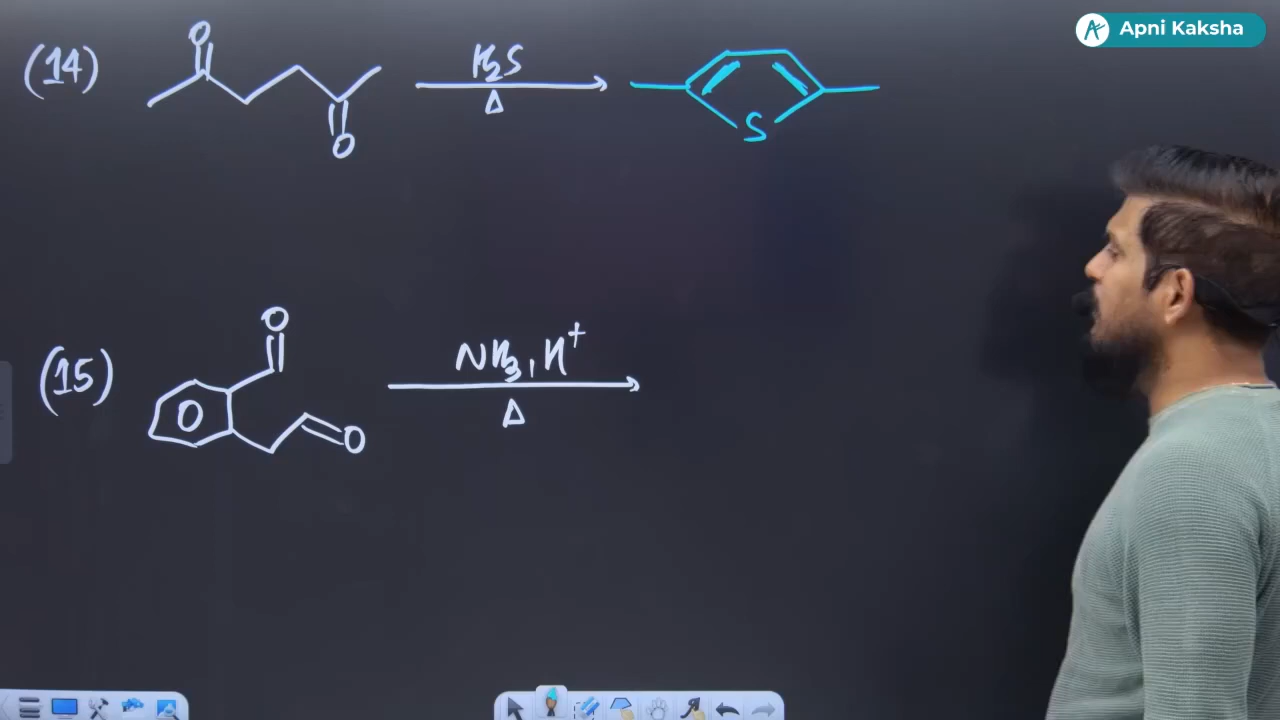 Apni Kaksha
(14) O O H₂S Δ S
(15) O O NH₃, H⁺ Δ